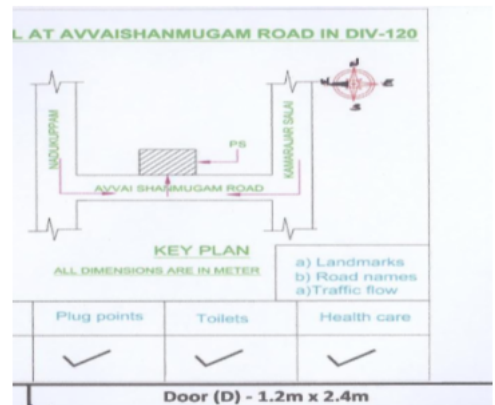 L AT AVVAISHANMUGAM ROAD IN DIV-120
NADUKUPPAM
PS
KAMARAJAR SALAI
AVVAI SHANMUGAM ROAD
KEY PLAN
ALL DIMENSIONS ARE IN METER
a) Landmarks
b) Road names
a)Traffic flow
Plug points Toilets Health care
Door (D) - 1.2m x 2.4m